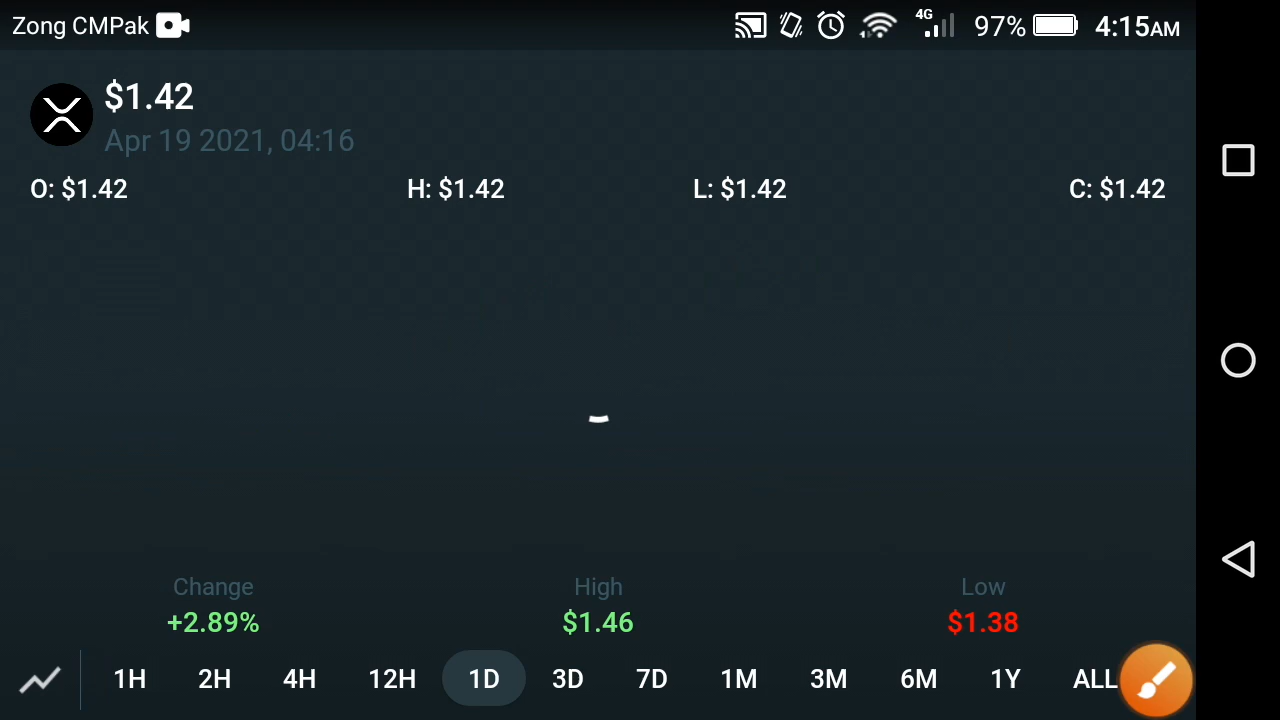 Zong CMPak 4G 97% 4:15AM
$1.42
Apr 19 2021, 04:16
O: $1.42 H: $1.42 L: $1.42 C: $1.42
Change High Low
+2.89% $1.46 $1.38
1H 2H 4H 12H 1D 3D 7D 1M 3M 6M 1Y ALL